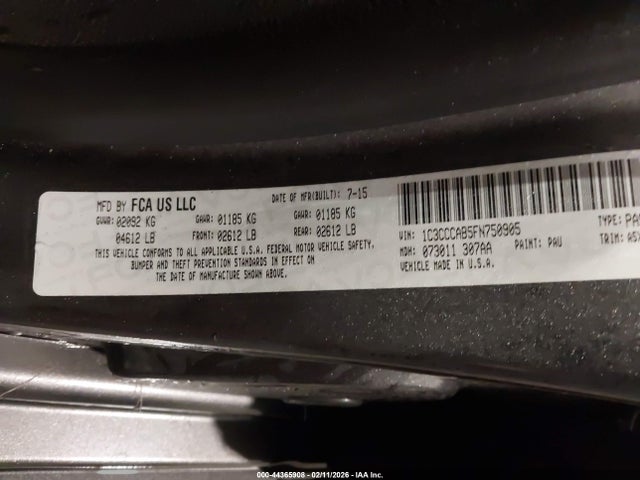 MFD BY FCA US LLC DATE OF MFR(BUILT): 7-15
GVWR: 02092 KG GAWR: 01185 KG GAWR: 01185 KG
04612 LB FRONT: 02612 LB REAR: 02612 LB
THIS VEHICLE CONFORMS TO ALL APPLICABLE U.S.A. FEDERAL MOTOR VEHICLE SAFETY,
BUMPER AND THEFT PREVENTION STANDARDS IN EFFECT ON
THE DATE OF MANUFACTURE SHOWN ABOVE.
VIN: 1C3CCCAB5FN750905 TYPE:
MDH: 073011 307AA PAINT: PAU TRIM:
VEHICLE MADE IN U.S.A.
000-44365908 - 02/11/2026 - IAA Inc.